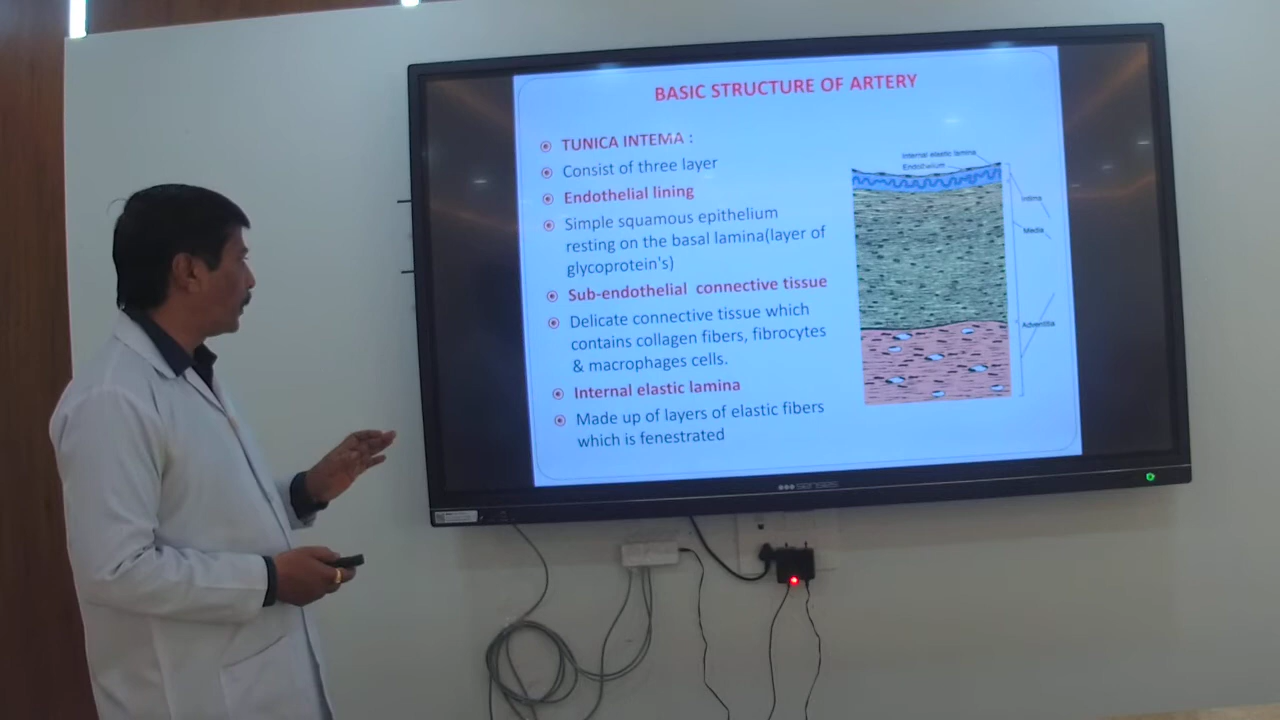 BASIC STRUCTURE OF ARTERY
TUNICA INTEMA :
Consist of three layer
Endothelial lining
Simple squamous epithelium
resting on the basal lamina(layer of
glycoprotein's)
Sub-endothelial connective tissue
Delicate connective tissue which
contains collagen fibers, fibrocytes
& macrophages cells.
Internal elastic lamina
Made up of layers of elastic fibers
which is fenestrated
Internal elastic lamina
Endothelium
Intima
Media
Adventitia